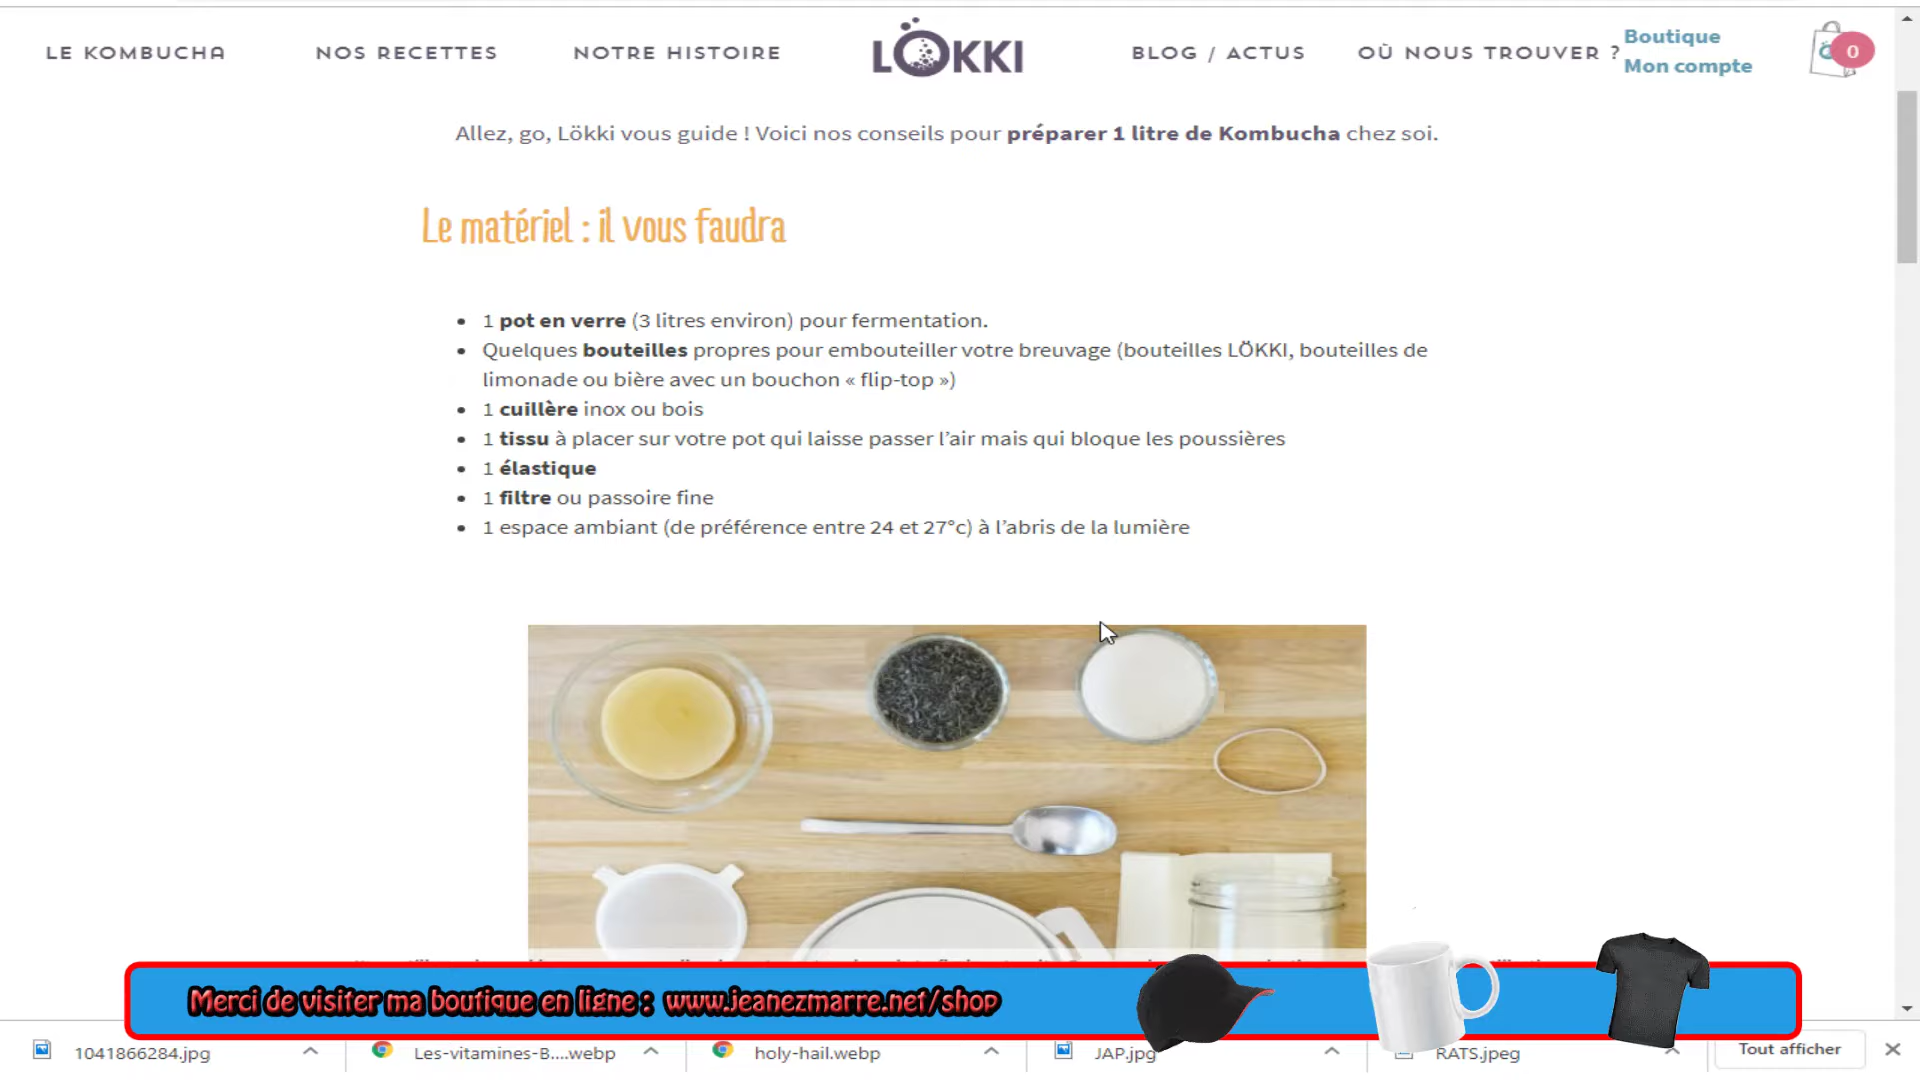 LE KOMBUCHA
NOS RECETTES
NOTRE HISTOIRE
LÖKKI
BLOG / ACTUS
OÙ NOUS TROUVER ?
Boutique
Mon compte
0
Allez, go, Lökki vous guide ! Voici nos conseils pour préparer 1 litre de Kombucha chez soi.
Le matériel : il vous faudra
1 pot en verre (3 litres environ) pour fermentation.
Quelques bouteilles propres pour embouteiller votre breuvage (bouteilles LÖKKI, bouteilles de
limonade ou bière avec un bouchon « flip-top »)
1 cuillère inox ou bois
1 tissu à placer sur votre pot qui laisse passer l’air mais qui bloque les poussières
1 élastique
1 filtre ou passoire fine
1 espace ambiant (de préférence entre 24 et 27°c) à l’abris de la lumière
Merci de visiter ma boutique en ligne : www.jeanezmarre.net/shop
1041866284.jpg
Les-vitamines-B....webp
holy-hail.webp
JAP.jpg
RATS.jpeg
Tout afficher